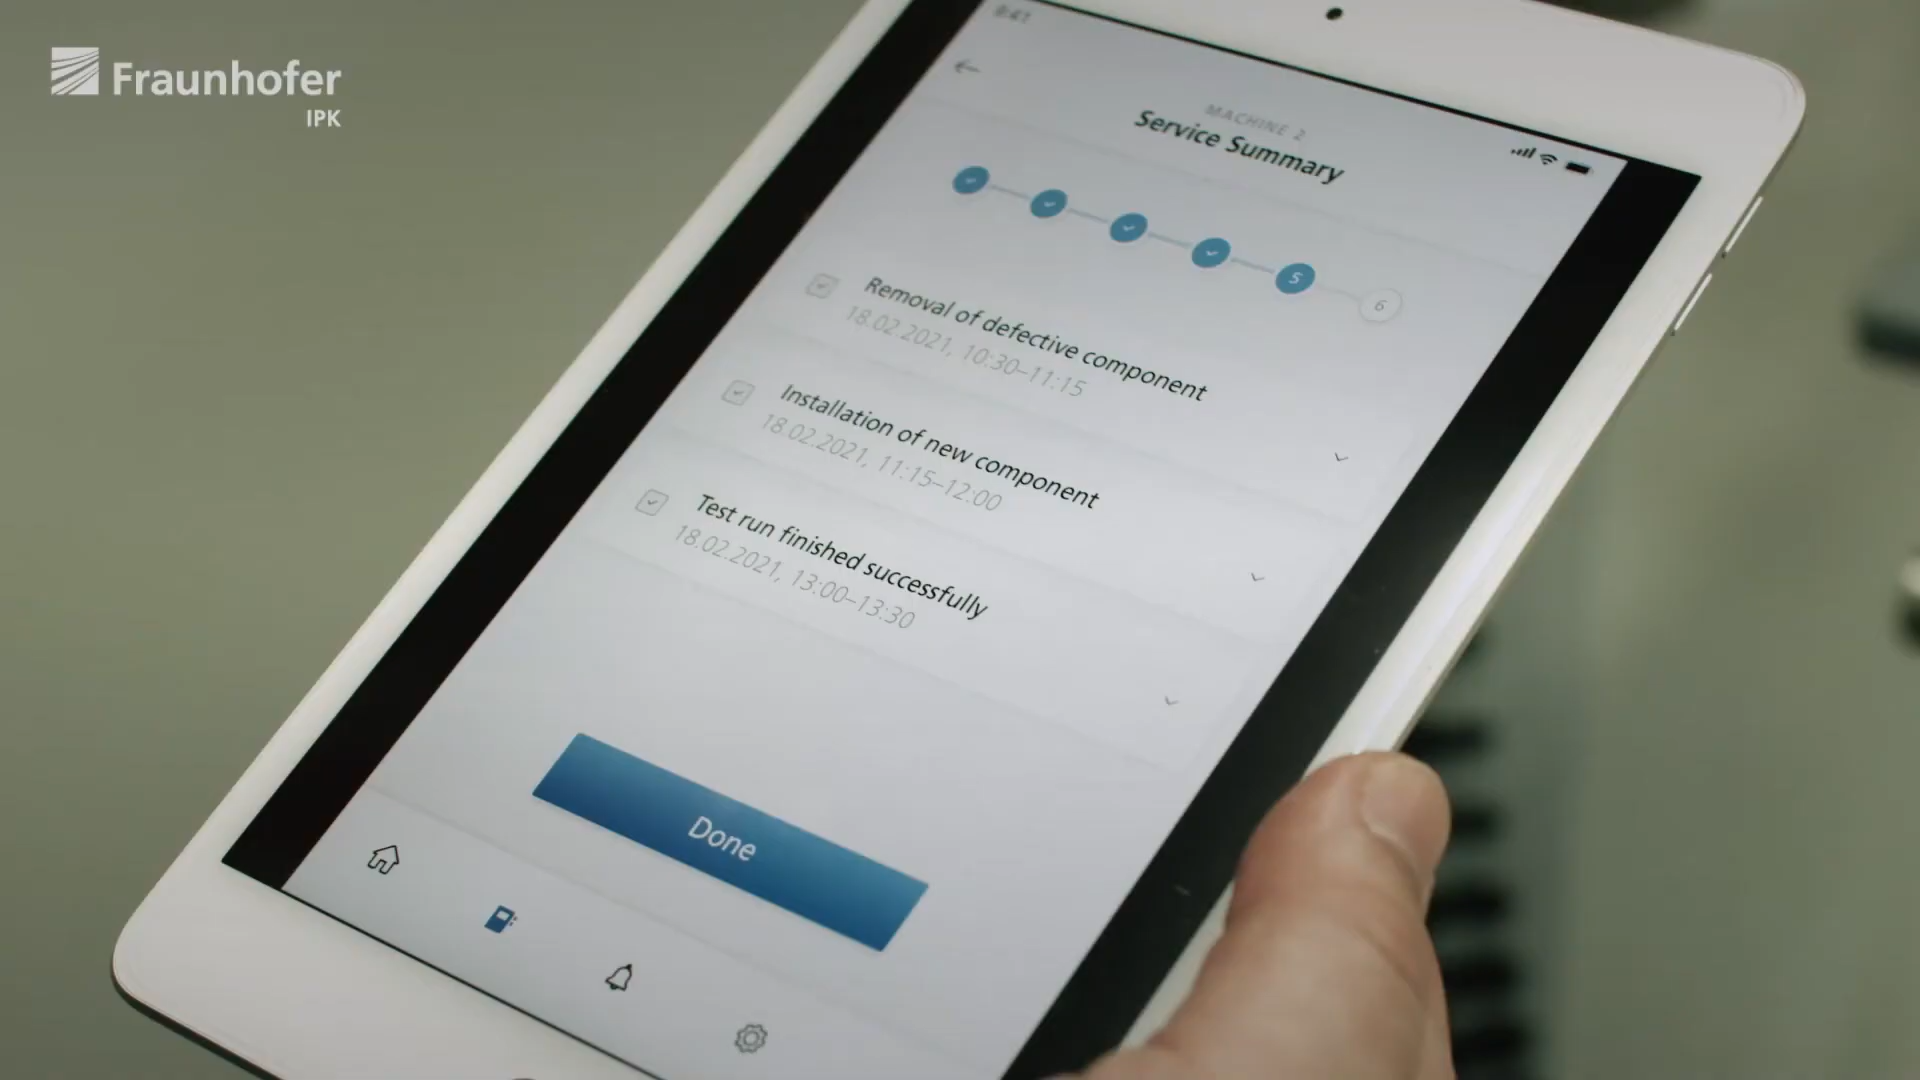 Fraunhofer
IPK
9:41
MACHINE 2
Service Summary
5
6
Removal of defective component
18.02.2021, 10:30–11:15
Installation of new component
18.02.2021, 11:15–12:00
Test run finished successfully
18.02.2021, 13:00–13:30
Done